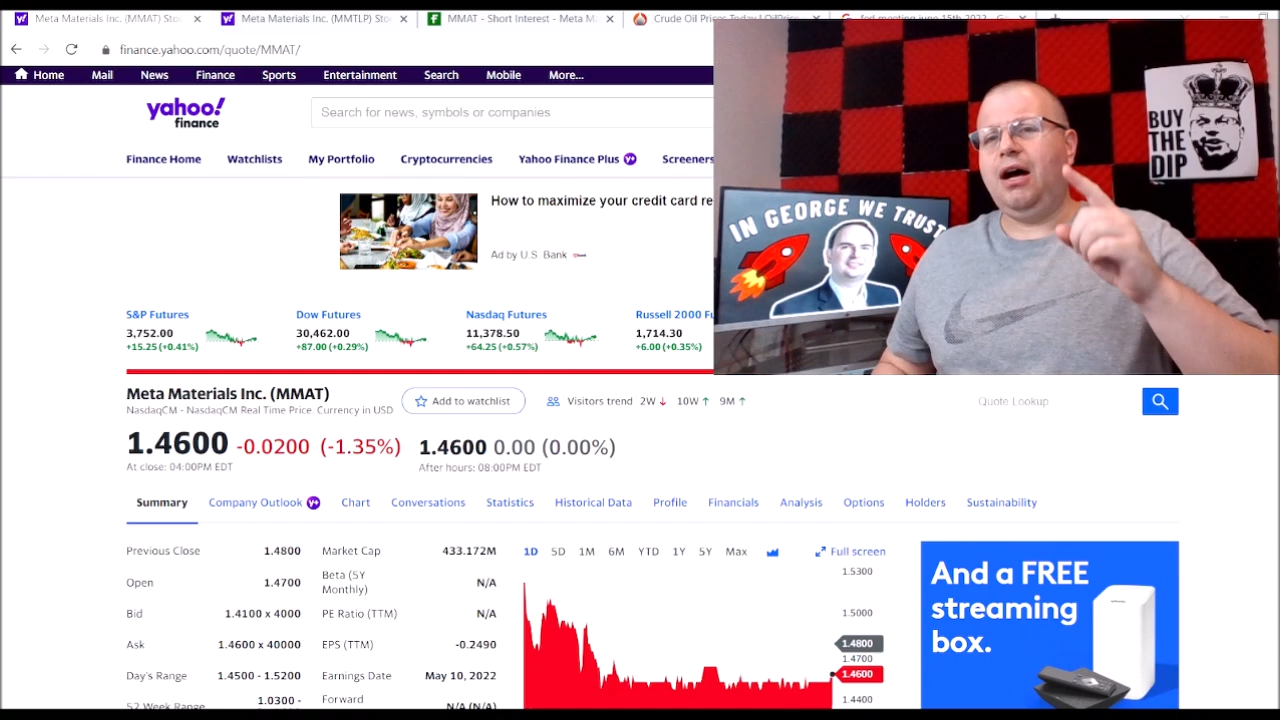 Meta Materials Inc. (MMAT) Sto
Meta Materials Inc. (MMTLP) Sto
MMAT - Short Interest - Meta M
Crude Oil Prices Today | OilPrice
fed meeting june 15th 2022 - G
finance.yahoo.com/quote/MMAT/
Home Mail News Finance Sports Entertainment Search Mobile More...
yahoo!
finance
Search for news, symbols or companies
Finance Home Watchlists My Portfolio Cryptocurrencies Yahoo Finance Plus Y+ Screeners
How to maximize your credit card re
Ad by U.S. Bank
S&P Futures
3,752.00
+15.25 (+0.41%)
Dow Futures
30,462.00
+87.00 (+0.29%)
Nasdaq Futures
11,378.50
+64.25 (+0.57%)
Russell 2000 Fu
1,714.30
+6.00 (+0.35%)
BUY
THE
DIP
IN GEORGE WE TRUST
Meta Materials Inc. (MMAT)
NasdaqCM - NasdaqCM Real Time Price. Currency in USD
Add to watchlist
Visitors trend 2W ↓ 10W ↑ 9M ↑
Quote Lookup
1.4600 -0.0200 (-1.35%)
At close: 04:00PM EDT
1.4600 0.00 (0.00%)
After hours: 08:00PM EDT
Summary Company Outlook Y+ Chart Conversations Statistics Historical Data Profile Financials Analysis Options Holders Sustainability
Previous Close 1.4800
Open 1.4700
Bid 1.4100 x 4000
Ask 1.4600 x 40000
Day's Range 1.4500 - 1.5200
52 Week Range 1.0300 -
Market Cap 433.172M
Beta (5Y
Monthly) N/A
PE Ratio (TTM) N/A
EPS (TTM) -0.2490
Earnings Date May 10, 2022
Forward
N/A (N/A)
1D 5D 1M 6M YTD 1Y 5Y Max
Full screen
1.5300
1.5000
1.4800
1.4700
1.4600
1.4400
And a FREE
streaming
box.